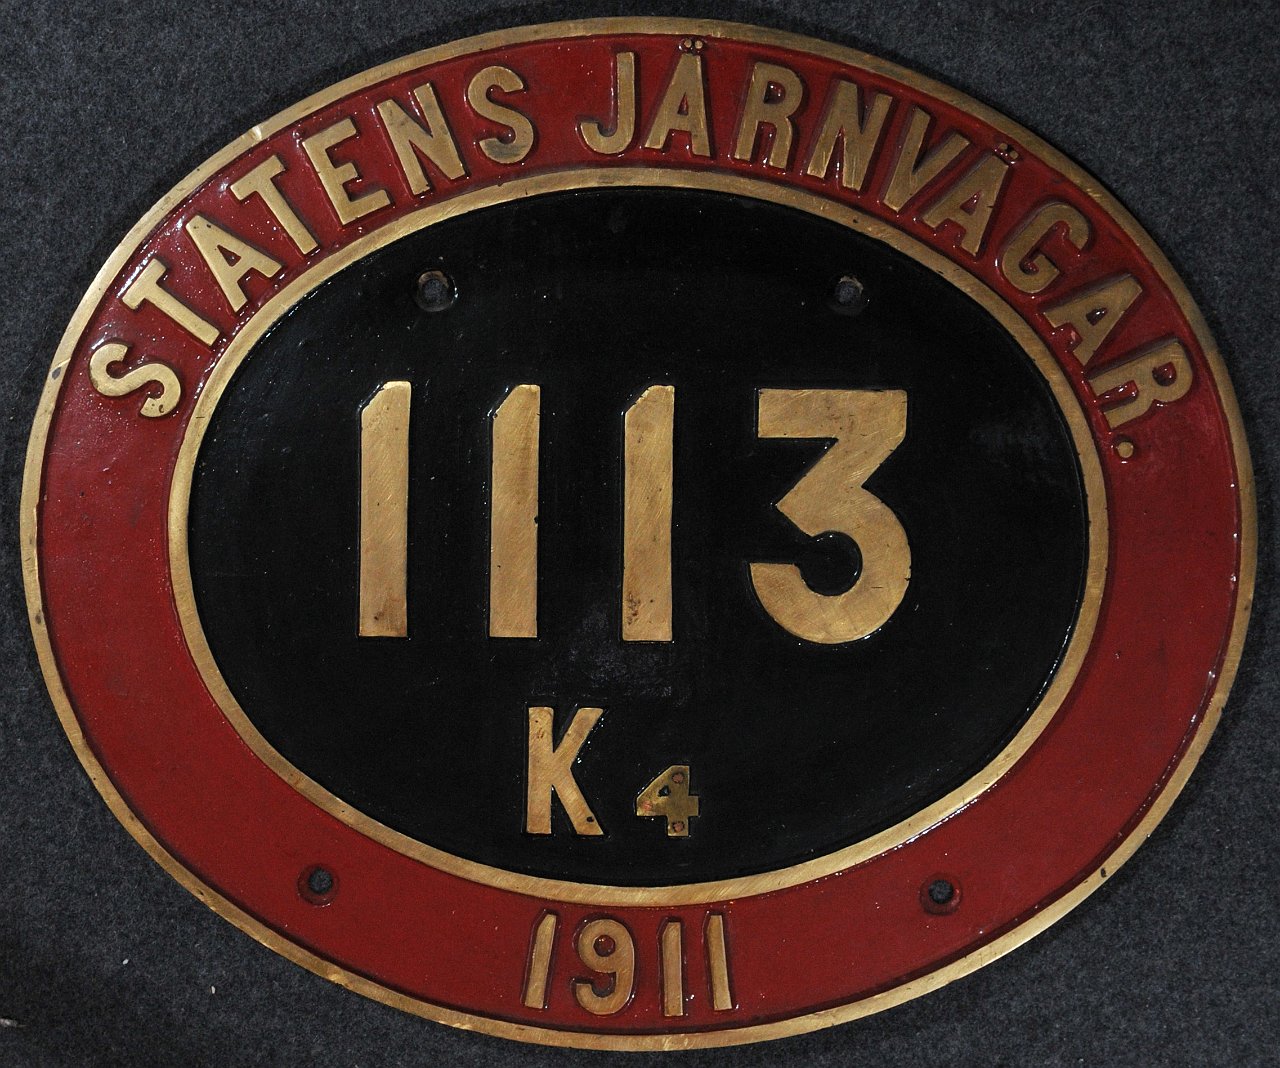 STATENS JÄRNVÄGAR.
1113
K4
1911